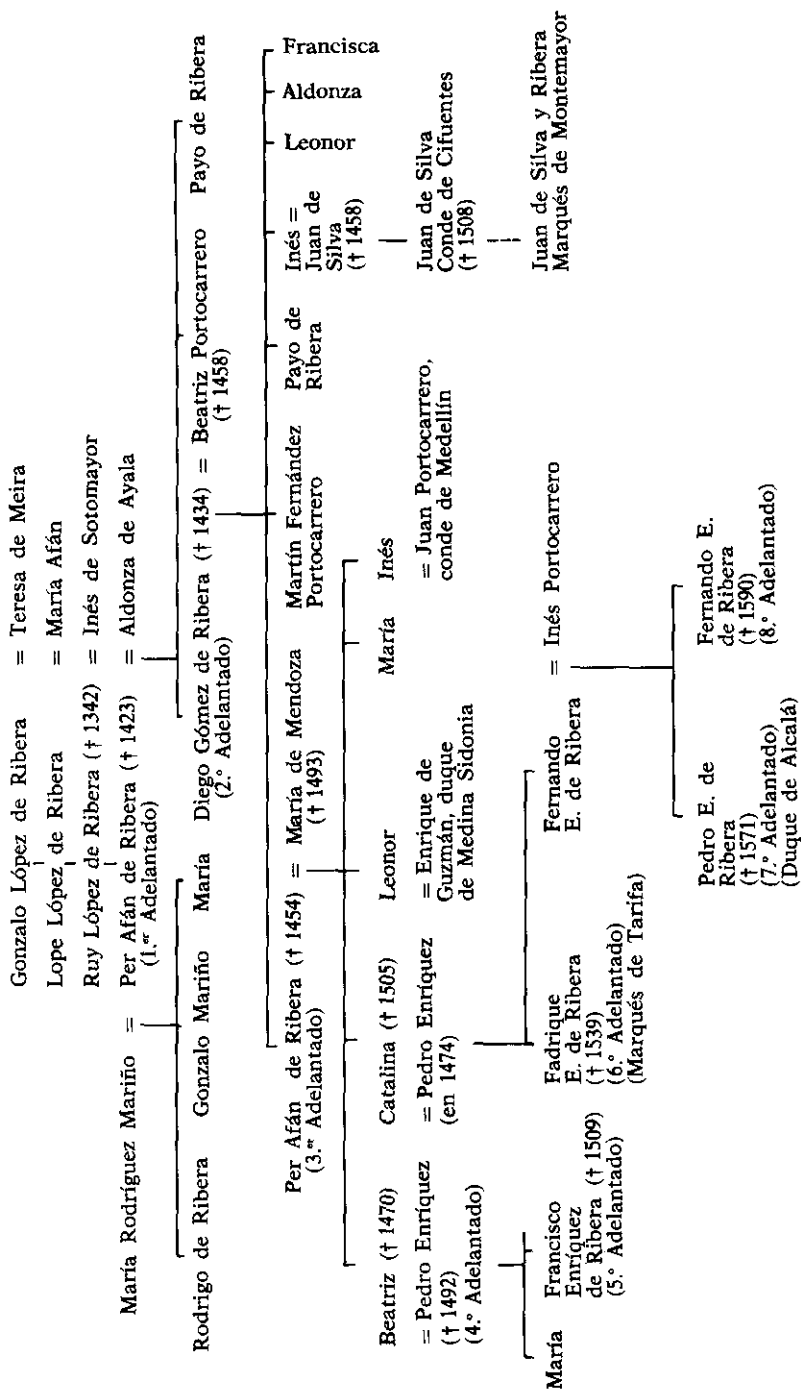 Gonzalo López de Ribera = Teresa de Meira
Lope López de Ribera = María Afán
Ruy López de Ribera († 1342) = Inés de Sotomayor
María Rodríguez Mariño = Per Afán de Ribera († 1423) = Aldonza de Ayala
(1.er Adelantado)
Rodrigo de Ribera Gonzalo Mariño María Diego Gómez de Ribera († 1434) = Beatriz Portocarrero Payo de Ribera
(2.º Adelantado) († 1458)
Per Afán de Ribera († 1454) = María de Mendoza
(3.er Adelantado) († 1493)
Martín Fernández
Portocarrero
Payo de
Ribera
Inés =
Juan de
Silva
(† 1458)
Leonor
Aldonza
Francisca
Beatriz († 1470)
= Pedro Enríquez
(† 1492)
(4.º Adelantado)
Catalina († 1505)
= Pedro Enríquez
(en 1474)
Leonor
= Enrique de
Guzmán, duque
de Medina Sidonia
María
Inés
= Juan Portocarrero,
conde de Medellín
Juan de Silva
Conde de Cifuentes
(† 1508)
María
Francisco
Enríquez
de Ribera († 1509)
(5.º Adelantado)
Fadrique
E. de Ribera
(† 1539)
(6.º Adelantado)
(Marqués de Tarifa)
Fernando
E. de Ribera
= Inés Portocarrero
Juan de Silva y Ribera
Marqués de Montemayor
Pedro E. de
Ribera
(† 1571)
(7.º Adelantado)
(Duque de Alcalá)
Fernando E.
de Ribera
(† 1590)
(8.º Adelantado)